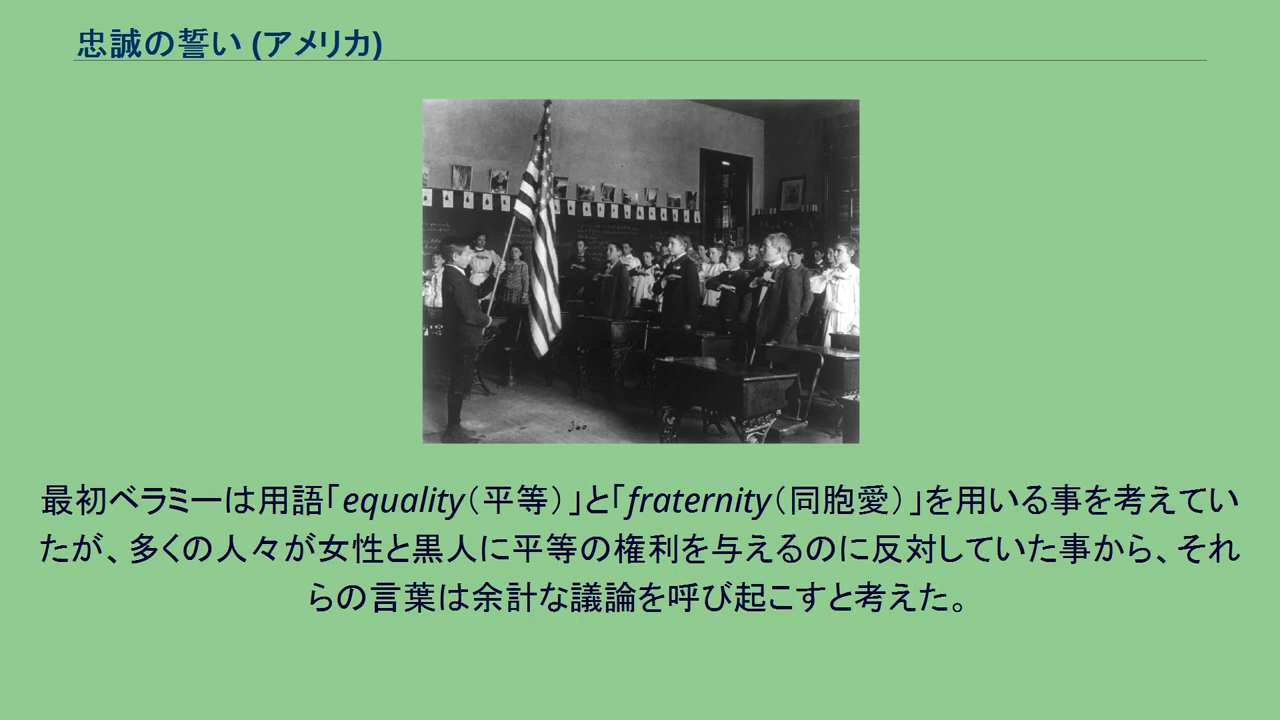 忠誠の誓い (アメリカ)
最初ベラミーは用語｢equality（平等）｣と｢fraternity（同胞愛）｣を用いる事を考えてい
たが、多くの人々が女性と黒人に平等の権利を与えるのに反対していた事から、それ
らの言葉は余計な議論を呼び起こすと考えた。